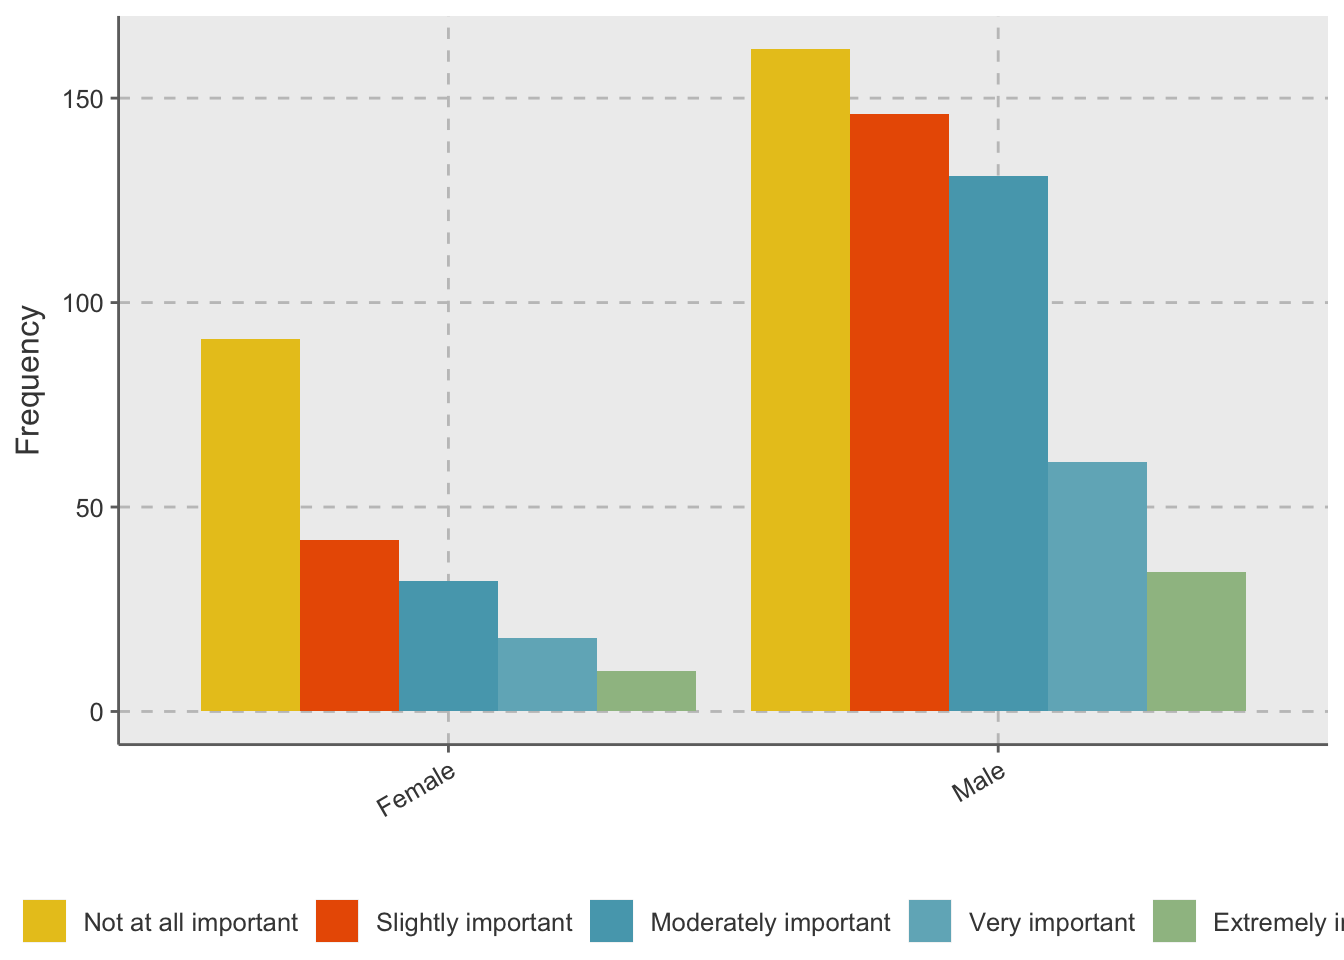 Frequency
150
100
50
0
Female
Male
Not at all important
Slightly important
Moderately important
Very important
Extremely